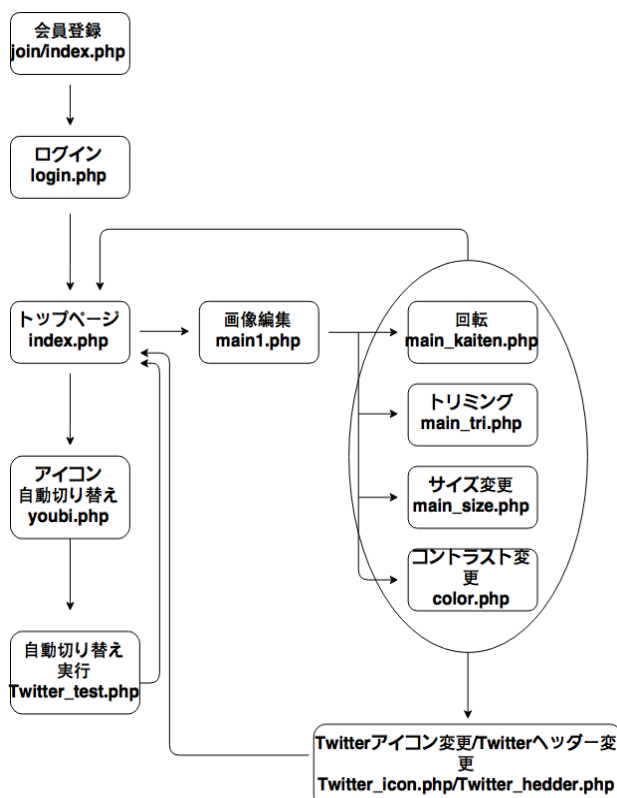 会員登録
join/index.php
ログイン
login.php
トップページ
index.php
画像編集
main1.php
回転
main_kaiten.php
トリミング
main_tri.php
サイズ変更
main_size.php
コントラスト変
更
color.php
アイコン
自動切り替え
youbi.php
自動切り替え
実行
Twitter_test.php
Twitterアイコン変更/Twitterヘッダー変
更
Twitter_icon.php/Twitter_hedder.php